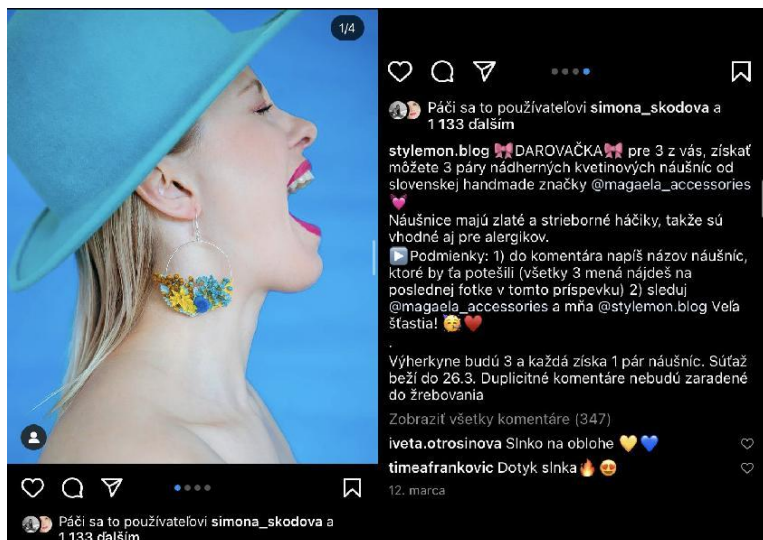 1/4
Páči sa to používateľovi simona_skodova a
1 133 ďalším
Páči sa to používateľovi simona_skodova a
1 133 ďalším
stylemon.blog 🎀DAROVAČKA🎀 pre 3 z vás, získať
môžete 3 páry nádherných kvetinových náušníc od
slovenskej handmade značky @magaela_accessories
💓
Náušnice majú zlaté a strieborné háčiky, takže sú
vhodné aj pre alergikov.
▶️Podmienky: 1) do komentára napíš názov náušníc,
ktoré by ťa potešili (všetky 3 mená nájdeš na
poslednej fotke v tomto príspevku) 2) sleduj
@magaela_accessories a mňa @stylemon.blog Veľa
šťastia! 🥳❤️
.
Výherkyne budú 3 a každá získa 1 pár náušníc. Súťaž
beží do 26.3. Duplicitné komentáre nebudú zaradené
do žrebovania
Zobraziť všetky komentáre (347)
iveta.otrosinova Slnko na oblohe 💛💙
timeafrankovic Dotyk slnka🔥😍
12. marca